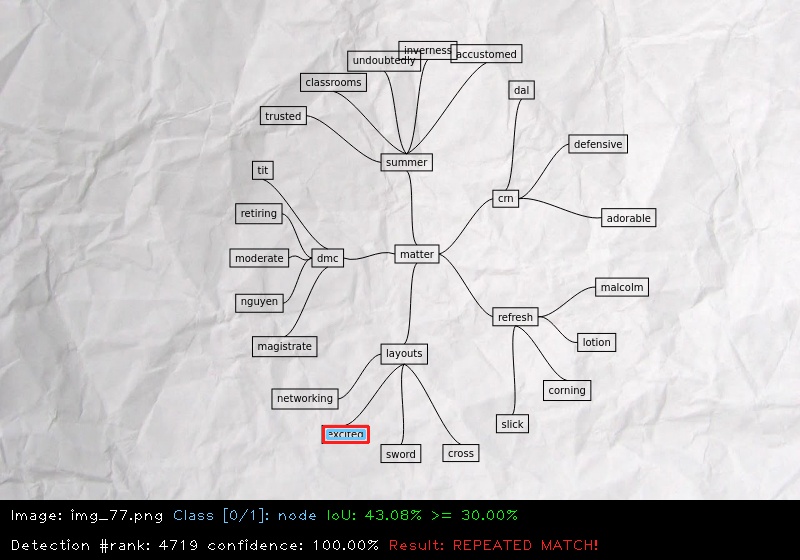 inverness
undoubtedly
accustomed
classrooms
dal
trusted
defensive
summer
tit
crn
retiring
adorable
matter
dmc
moderate
malcolm
nguyen
refresh
lotion
magistrate
layouts
corning
networking
slick
excited
sword
cross
Image: img_77.png Class [0/1]: node IoU: 43.08% >= 30.00%
Detection #rank: 4719 confidence: 100.00% Result: REPEATED MATCH!